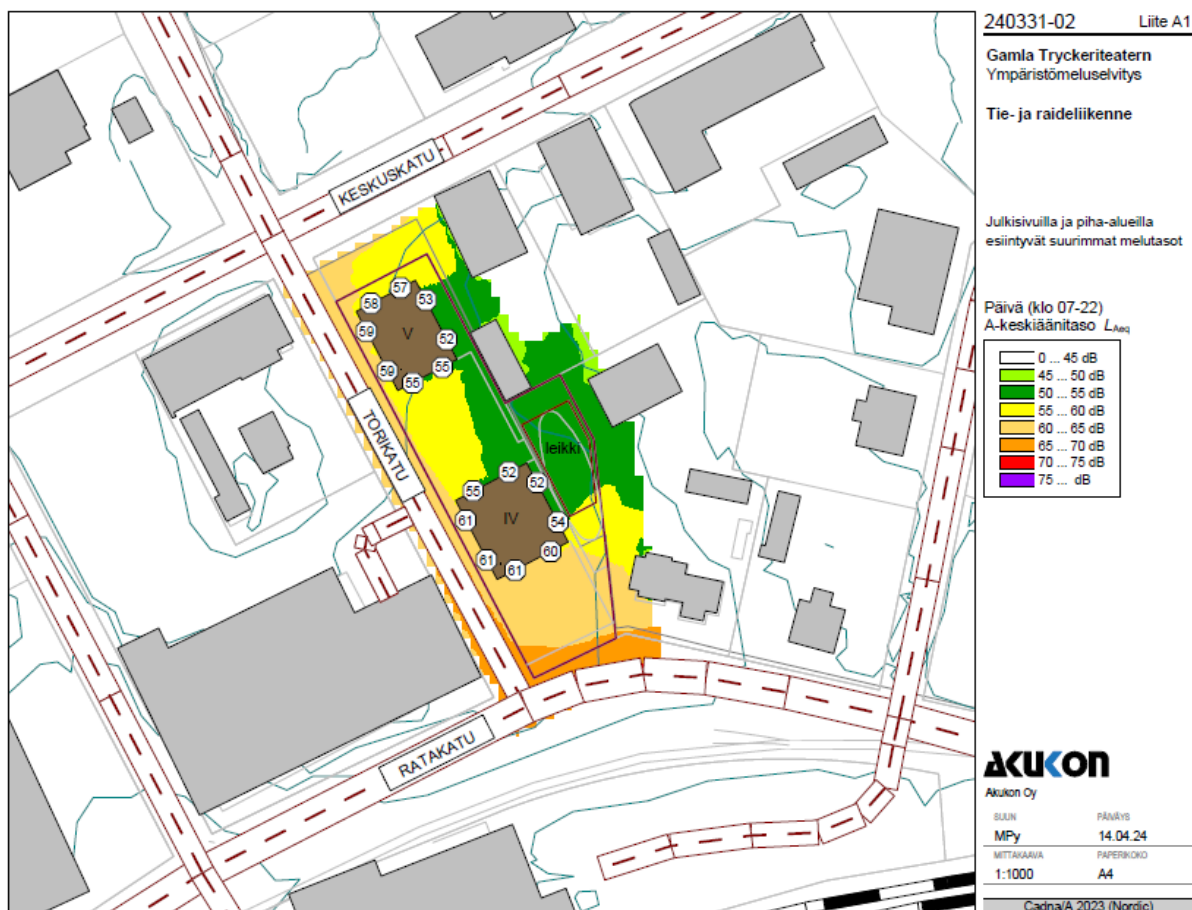 240331-02 Liite A1
Gamla Tryckeriteatern
Ympäristömeluselvitys
Tie- ja raideliikenne
Julkisivuilla ja piha-alueilla
esiintyvät suurimmat melutasot
Päivä (klo 07-22)
A-keskiäänitaso LAeq
0 ... 45 dB
45 ... 50 dB
50 ... 55 dB
55 ... 60 dB
60 ... 65 dB
65 ... 70 dB
70 ... 75 dB
75 ... dB
KESKUSKATU
57
58
53
59
V
52
59
55
55
TORIKATU
leikki
52
52
55
61
IV
54
61
60
61
RATAKATU
AKUKON
Akukon Oy
SUUN PÄIVÄYS
MPy 14.04.24
MITTAKAAVA PAPERIKOKO
1:1000 A4
Cadna/A 2023 (Nordic)